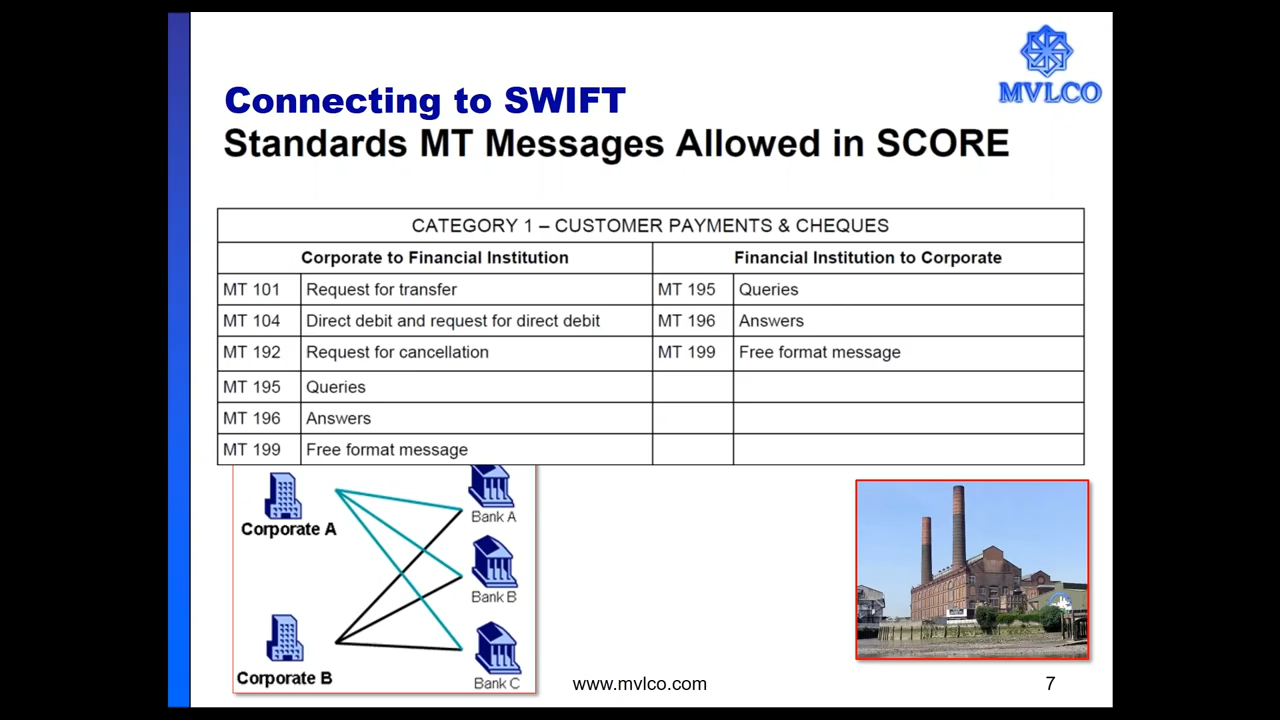 MVLCO
Connecting to SWIFT
Standards MT Messages Allowed in SCORE
CATEGORY 1 – CUSTOMER PAYMENTS & CHEQUES
Corporate to Financial Institution Financial Institution to Corporate
MT 101 Request for transfer MT 195 Queries
MT 104 Direct debit and request for direct debit MT 196 Answers
MT 192 Request for cancellation MT 199 Free format message
MT 195 Queries
MT 196 Answers
MT 199 Free format message
Corporate A
Bank A
Bank B
Corporate B
Bank C
www.mvlco.com
7